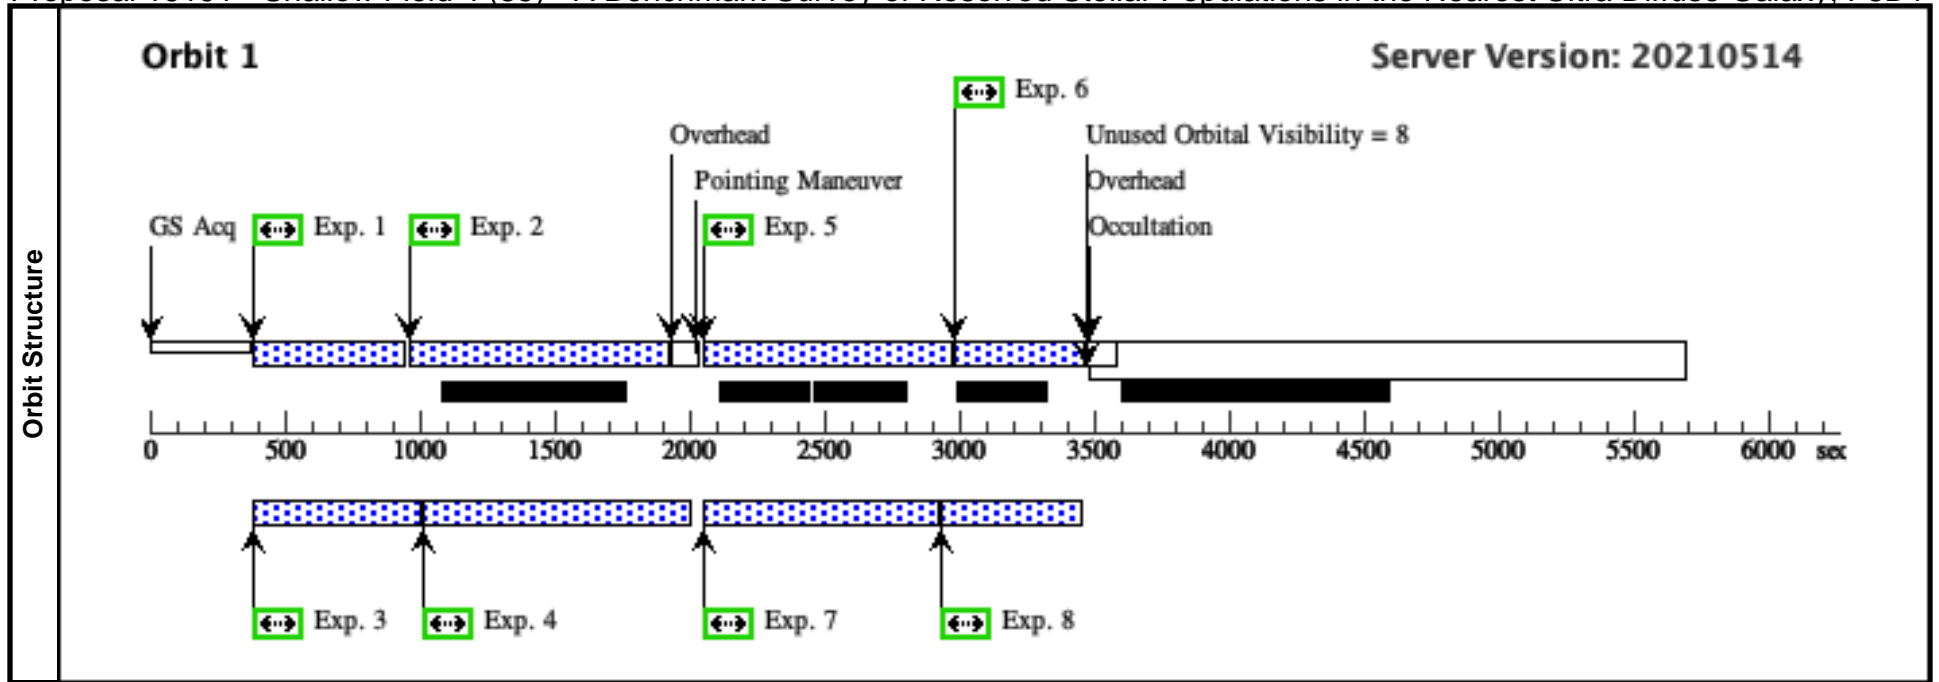 Orbit 1
Server Version: 20210514
Exp. 6
Overhead
Unused Orbital Visibility = 8
Pointing Maneuver
Overhead
GS Acq
Exp. 1
Exp. 2
Exp. 5
Occultation
Orbit Structure
0 500 1000 1500 2000 2500 3000 3500 4000 4500 5000 5500 6000 sec
Exp. 3
Exp. 4
Exp. 7
Exp. 8